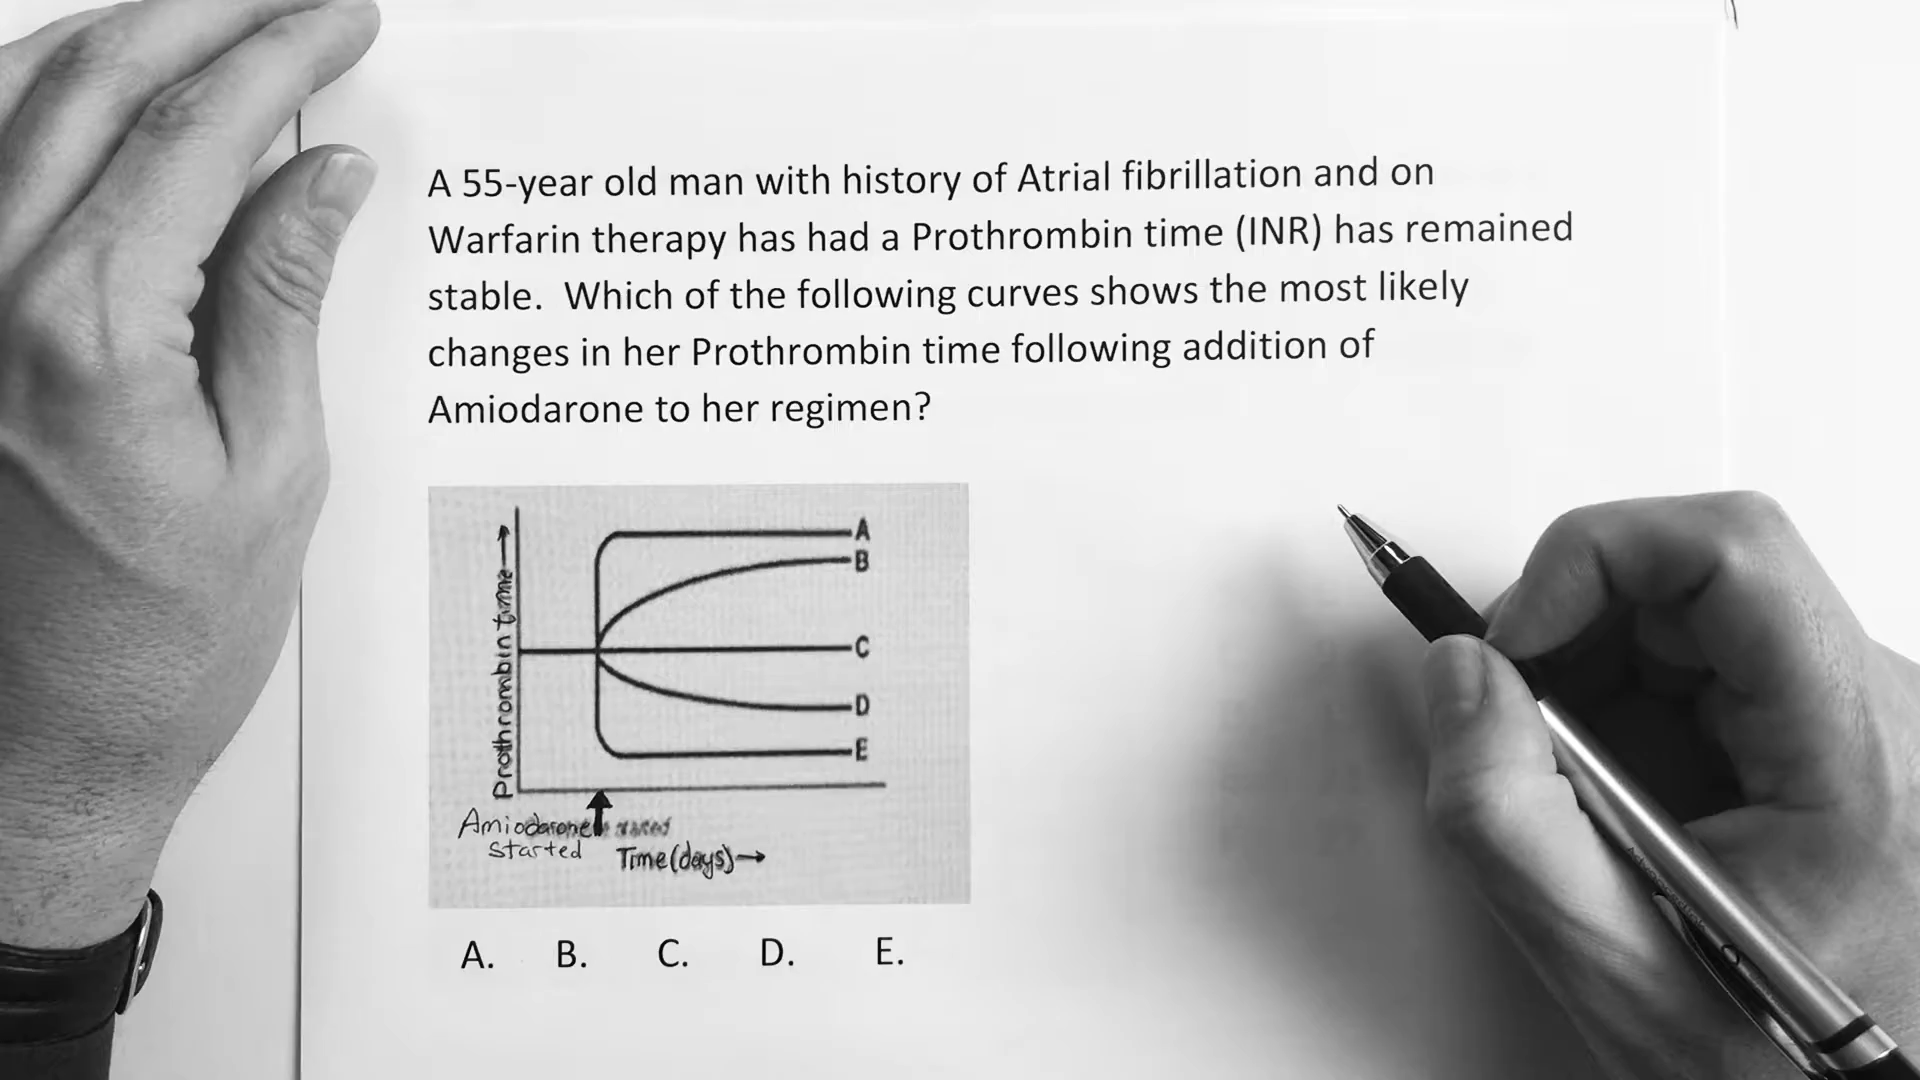 A 55-year old man with history of Atrial fibrillation and on
Warfarin therapy has had a Prothrombin time (INR) has remained
stable.  Which of the following curves shows the most likely
changes in her Prothrombin time following addition of
Amiodarone to her regimen?
Prothrombin time
A
B
C
D
E
Amiodarone
started
Time (days)
A. B. C. D. E.